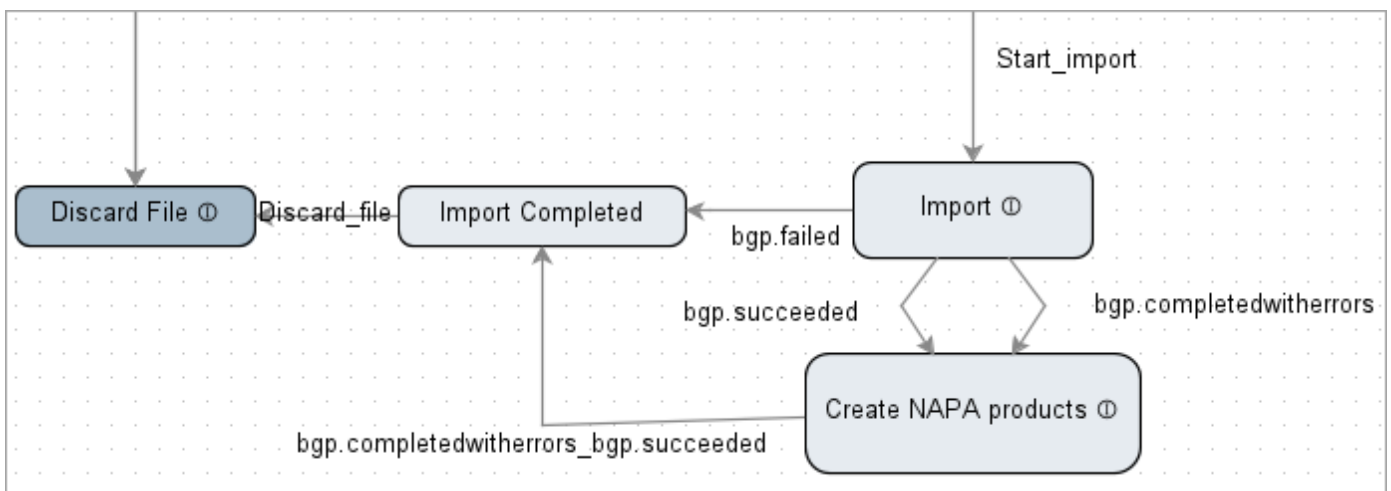 Start_import
Discard File
Discard_file
Import Completed
Import
bgp.failed
bgp.succeeded
bgp.completedwitherrors
Create NAPA products
bgp.completedwitherrors_bgp.succeeded